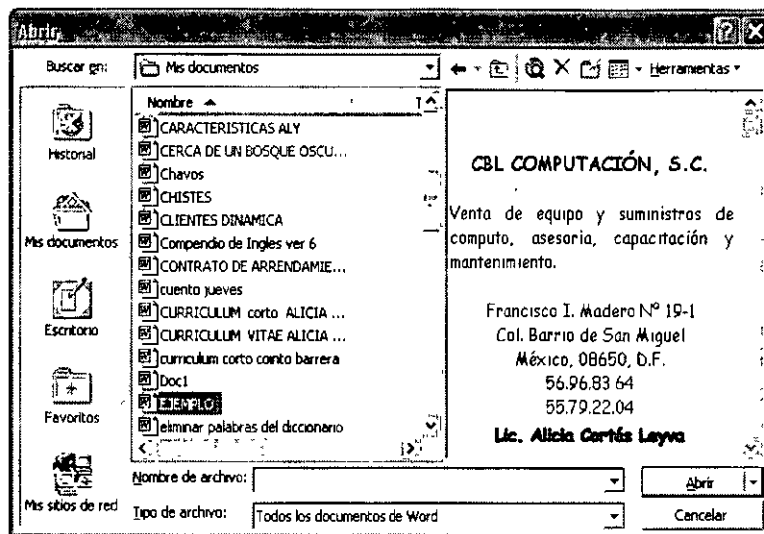 Abrir
Buscar en:
Mis documentos
Herramientas
Historial
Mis documentos
Escritorio
Favoritos
Mis sitios de red
Nombre
T
CARACTERISTICAS ALY
CERCA DE UN BOSQUE OSCU...
Chavos
CHISTES
CLIENTES DINAMICA
Compendio de Ingles ver 6
CONTRATO DE ARRENDAMIE...
cuento jueves
CURRICULUM corto ALICIA ...
CURRICULUM VITAE ALICIA ...
curriculum corto cointo barrera
Doc1
EJEMPLO
eliminar palabras del diccionario
CBL COMPUTACIÓN, S.C.
Venta de equipo y suministros de
computo, asesoria, capacitación y
mantenimiento.
Francisco I. Madero Nº 19-1
Col. Barrio de San Miguel
México, 08650, D.F.
56.96.83 64
55.79.22.04
Lic. Alicia Cortés Leyva
Nombre de archivo:
Abrir
Tipo de archivo:
Todos los documentos de Word
Cancelar